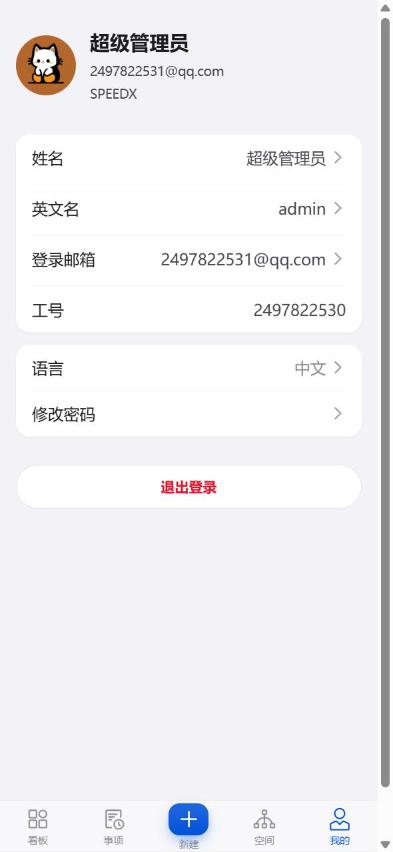 超级管理员
2497822531@qq.com
SPEEDX
姓名 超级管理员
英文名 admin
登录邮箱 2497822531@qq.com
工号 2497822530
语言 中文
修改密码
退出登录
看板 事项 新建 空间 我的